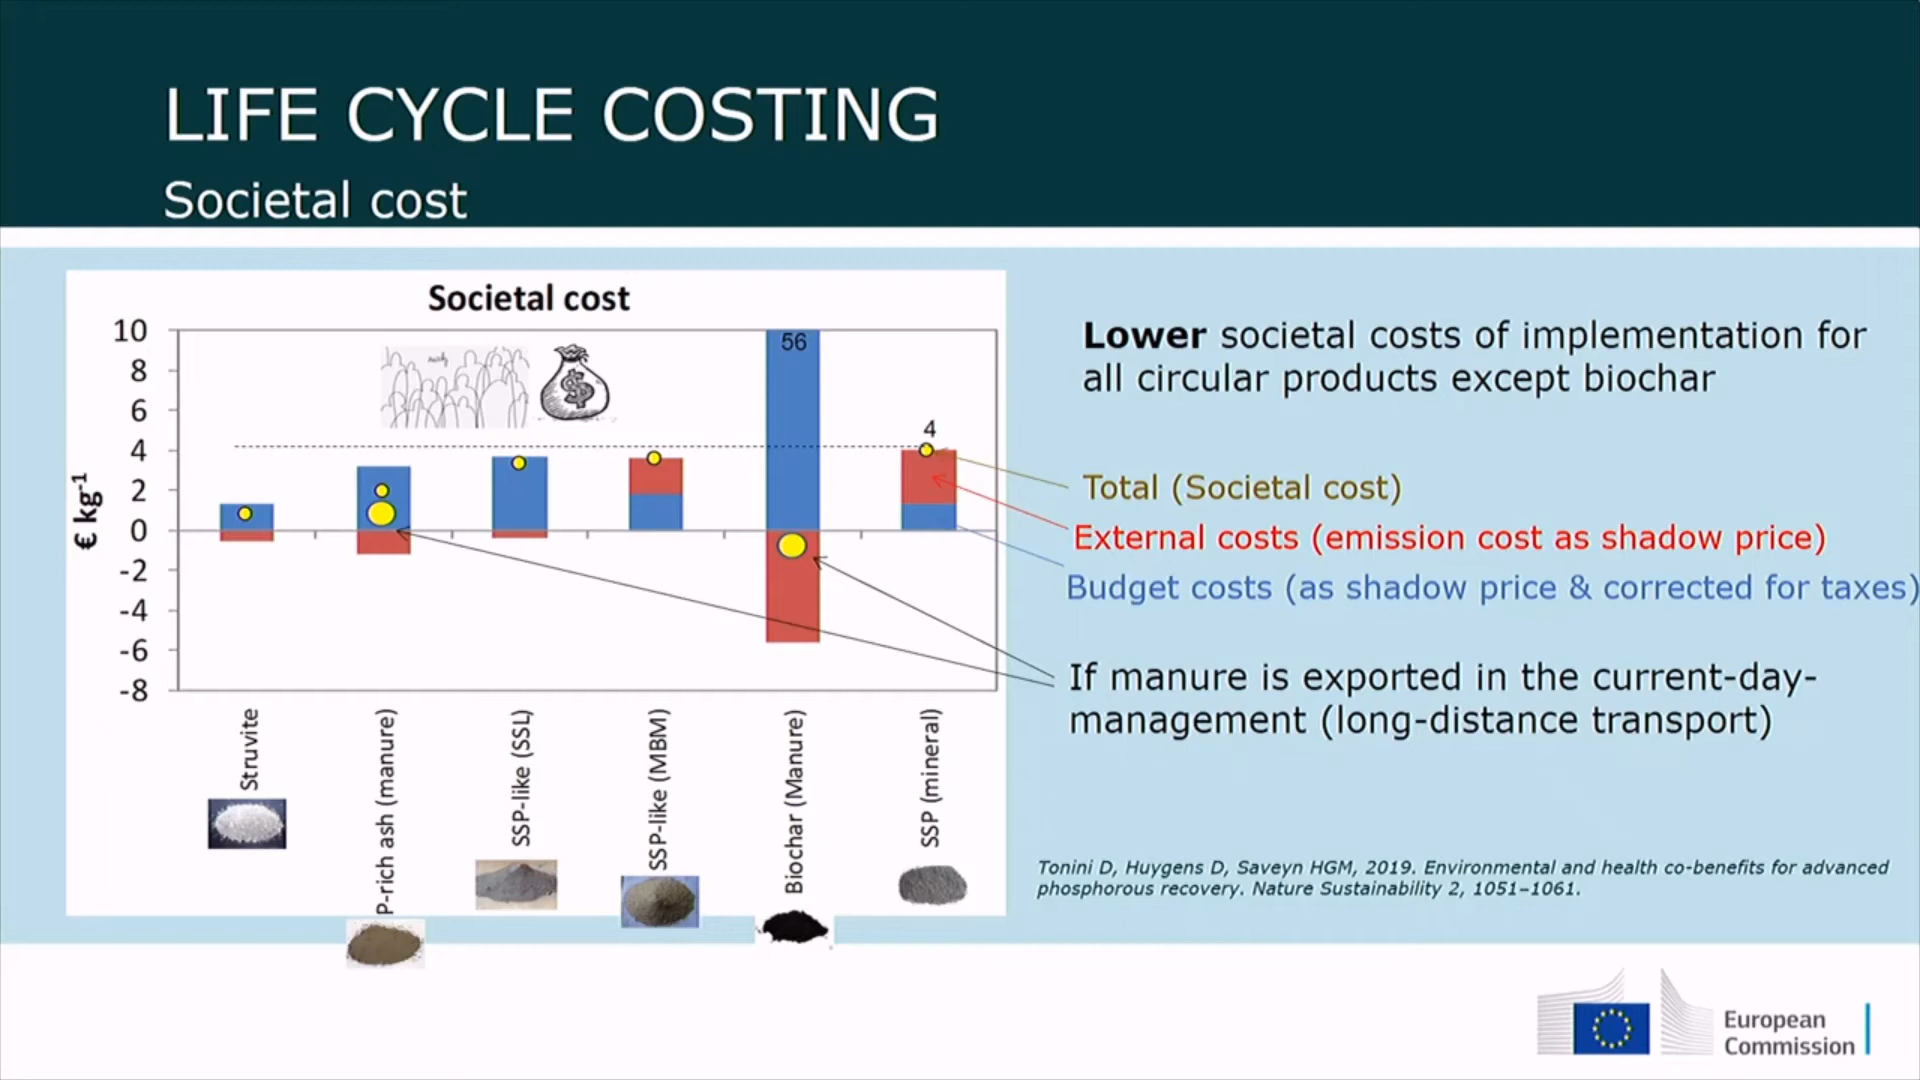 LIFE CYCLE COSTING
Societal cost
Societal cost
10
8
6
4
2
0
-2
-4
-6
-8
€ kg-1
56
4
Struvite
P-rich ash (manure)
SSP-like (SSL)
SSP-like (MBM)
Biochar (Manure)
SSP (mineral)
Lower societal costs of implementation for
all circular products except biochar
Total (Societal cost)
External costs (emission cost as shadow price)
Budget costs (as shadow price & corrected for taxes)
If manure is exported in the current-day-
management (long-distance transport)
Tonini D, Huygens D, Saveyn HGM, 2019. Environmental and health co-benefits for advanced
phosphorous recovery. Nature Sustainability 2, 1051–1061.
European
Commission